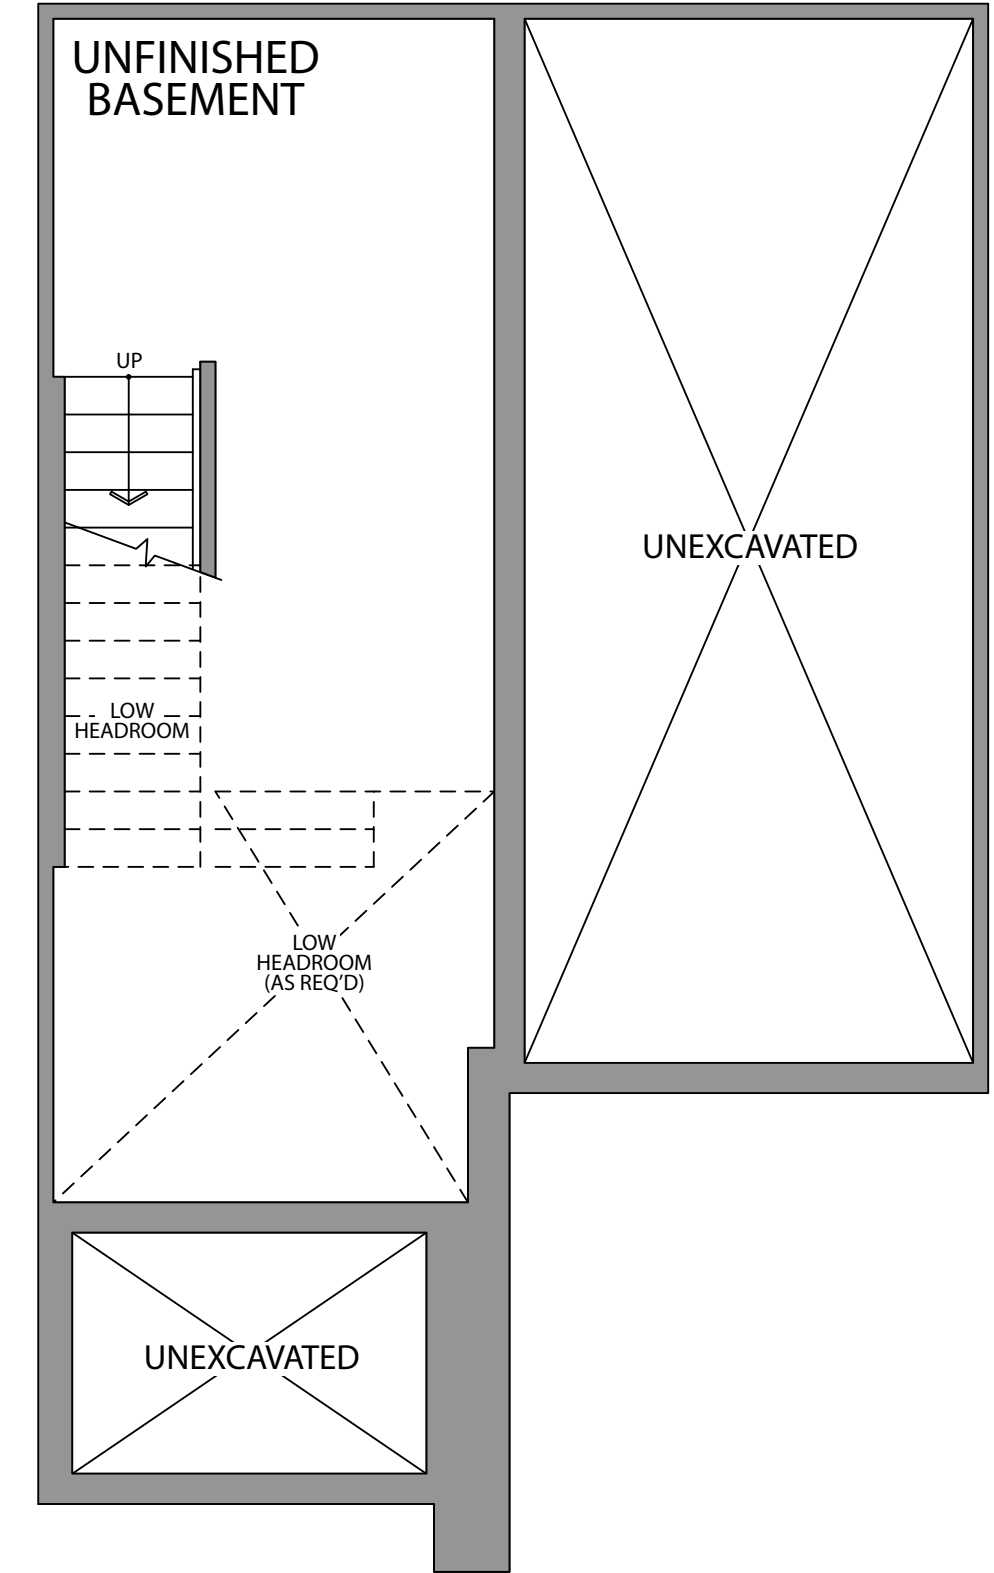 UNFINISHED
BASEMENT
UP
UNEXCAVATED
LOW
HEADROOM
LOW
HEADROOM
(AS REQ’D)
UNEXCAVATED